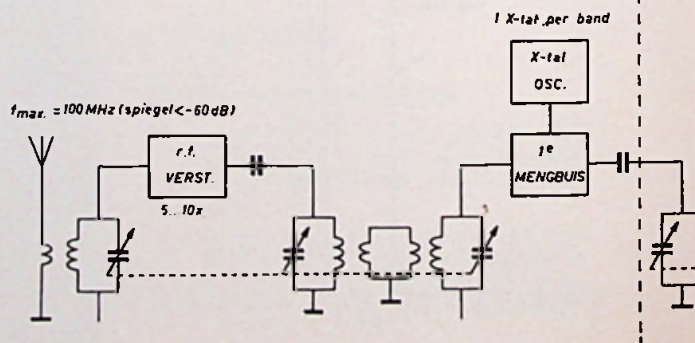 1 X-tal. per band
X-tal
OSC.
fmax. = 100 MHz (spiegel < -60 dB)
r.f.
VERST.
5...10x
1e
MENGBUIS